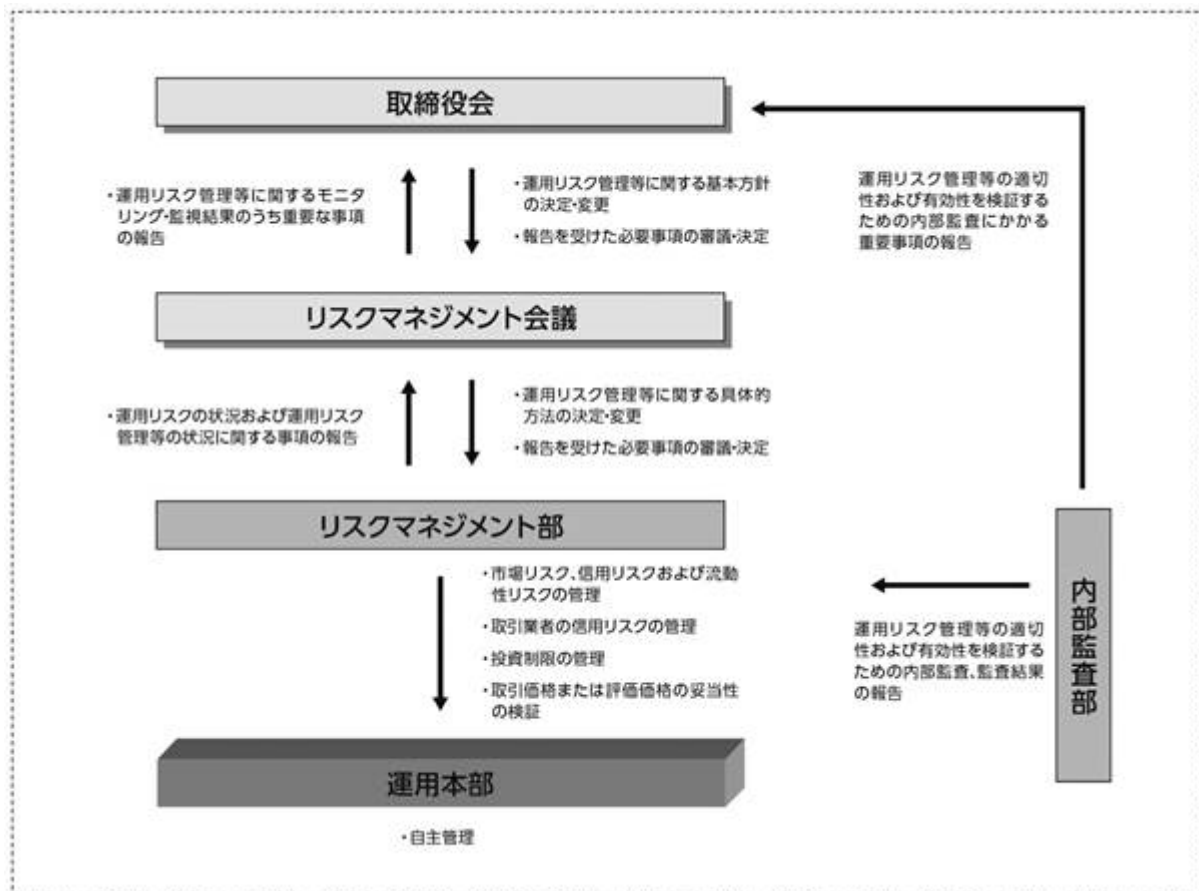 取締役会
・運用リスク管理等に関するモニタ
リング・監視結果のうち重要な事項
の報告
・運用リスク管理等に関する基本方針
の決定・変更
・報告を受けた必要事項の審議・決定
運用リスク管理等の適切
性および有効性を検証する
ための内部監査にかかる
重要事項の報告
リスクマネジメント会議
・運用リスクの状況および運用リスク
管理等の状況に関する事項の報告
・運用リスク管理等に関する具体的
方法の決定・変更
・報告を受けた必要事項の審議・決定
リスクマネジメント部
・市場リスク、信用リスクおよび流動
性リスクの管理
・取引業者の信用リスクの管理
・投資制限の管理
・取引価格または評価価格の妥当性
の検証
運用リスク管理等の適切
性および有効性を検証する
ための内部監査、監査結果
の報告
内部監査部
運用本部
・自主管理